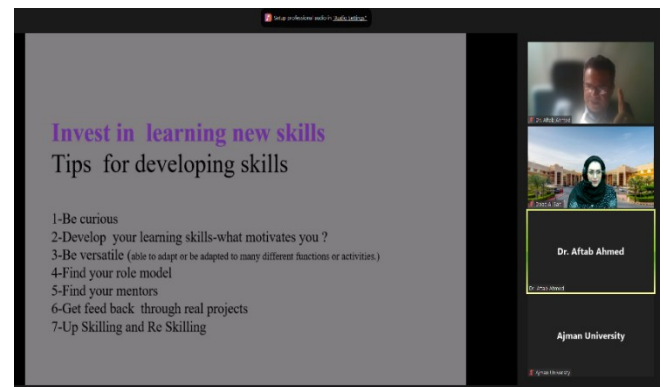 Setup professional audio in "Audio Settings"
Invest in learning new skills
Tips for developing skills
1-Be curious
2-Develop your learning skills-what motivates you ?
3-Be versatile (able to adapt or be adapted to many different functions or activities.)
4-Find your role model
5-Find your mentors
6-Get feed back through real projects
7-Up Skilling and Re Skilling
Dr. Aftab Ahmed
Dr. Aftab Ahmed
Dr. Aftab Ahmed
Ajman University
Ajman University